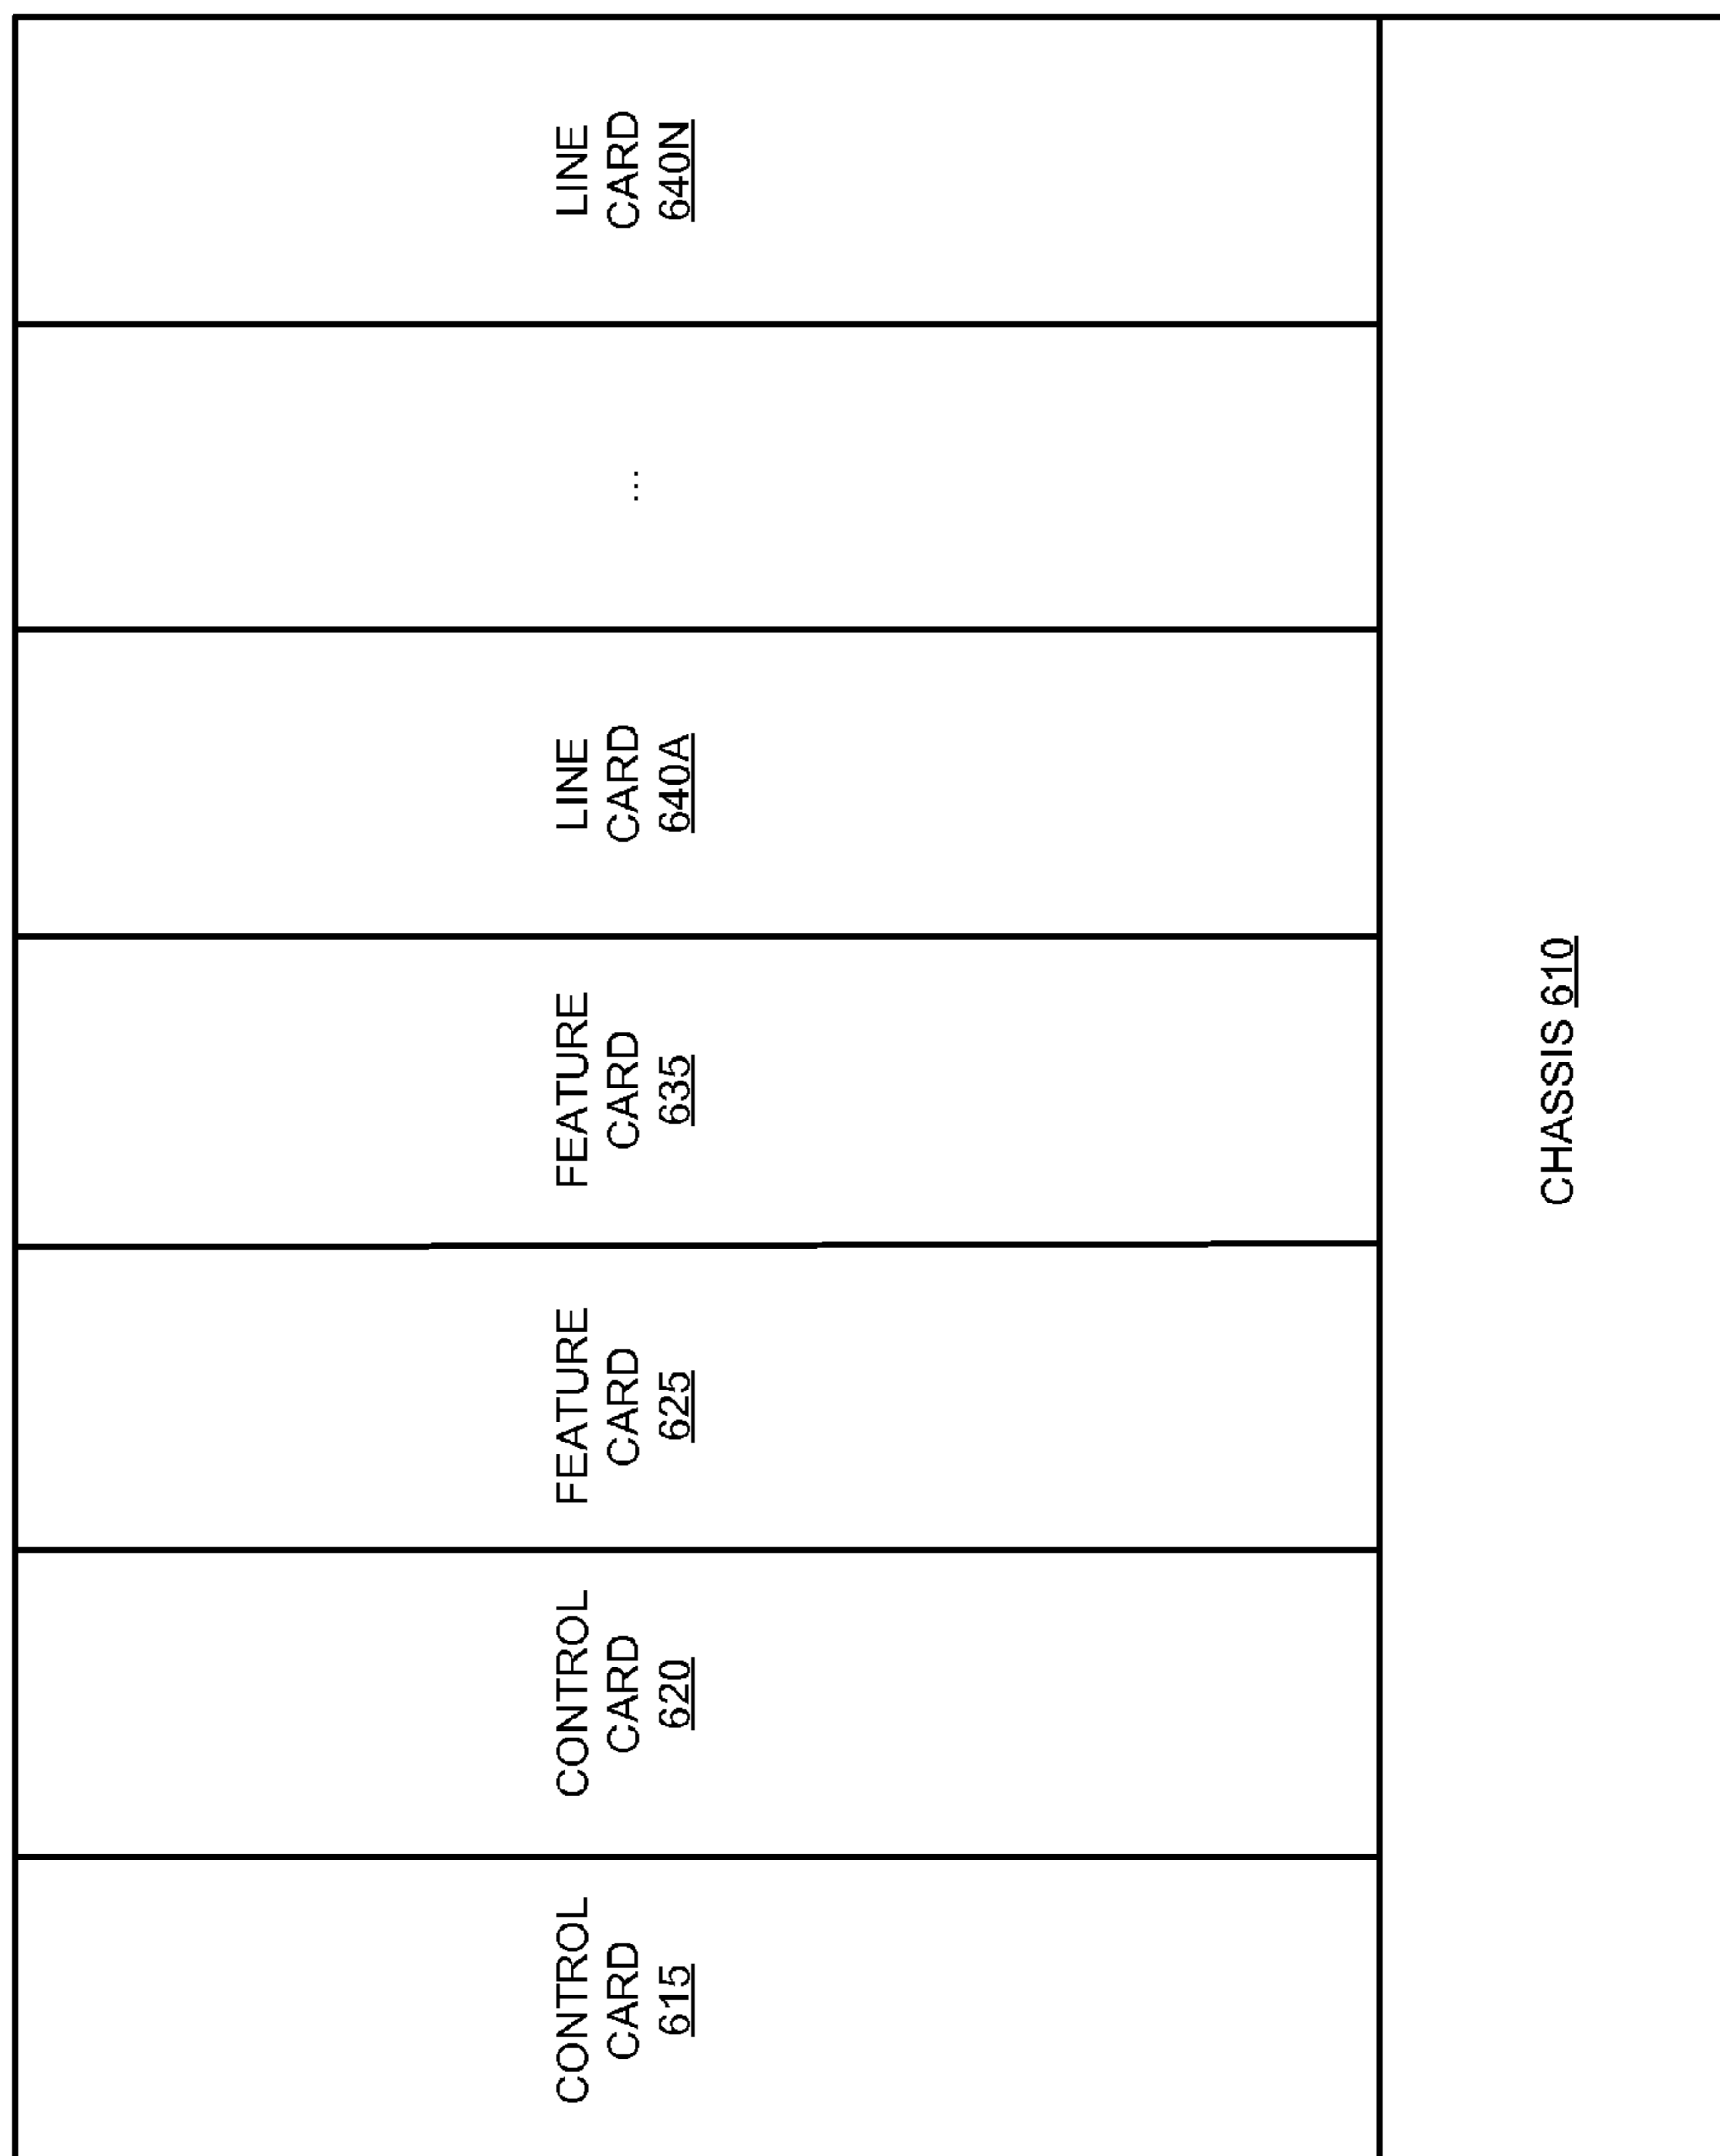 CONTROL
CARD
615
CONTROL
CARD
620
FEATURE
CARD
625
FEATURE
CARD
635
LINE
CARD
640A
...
LINE
CARD
640N
CHASSIS 610